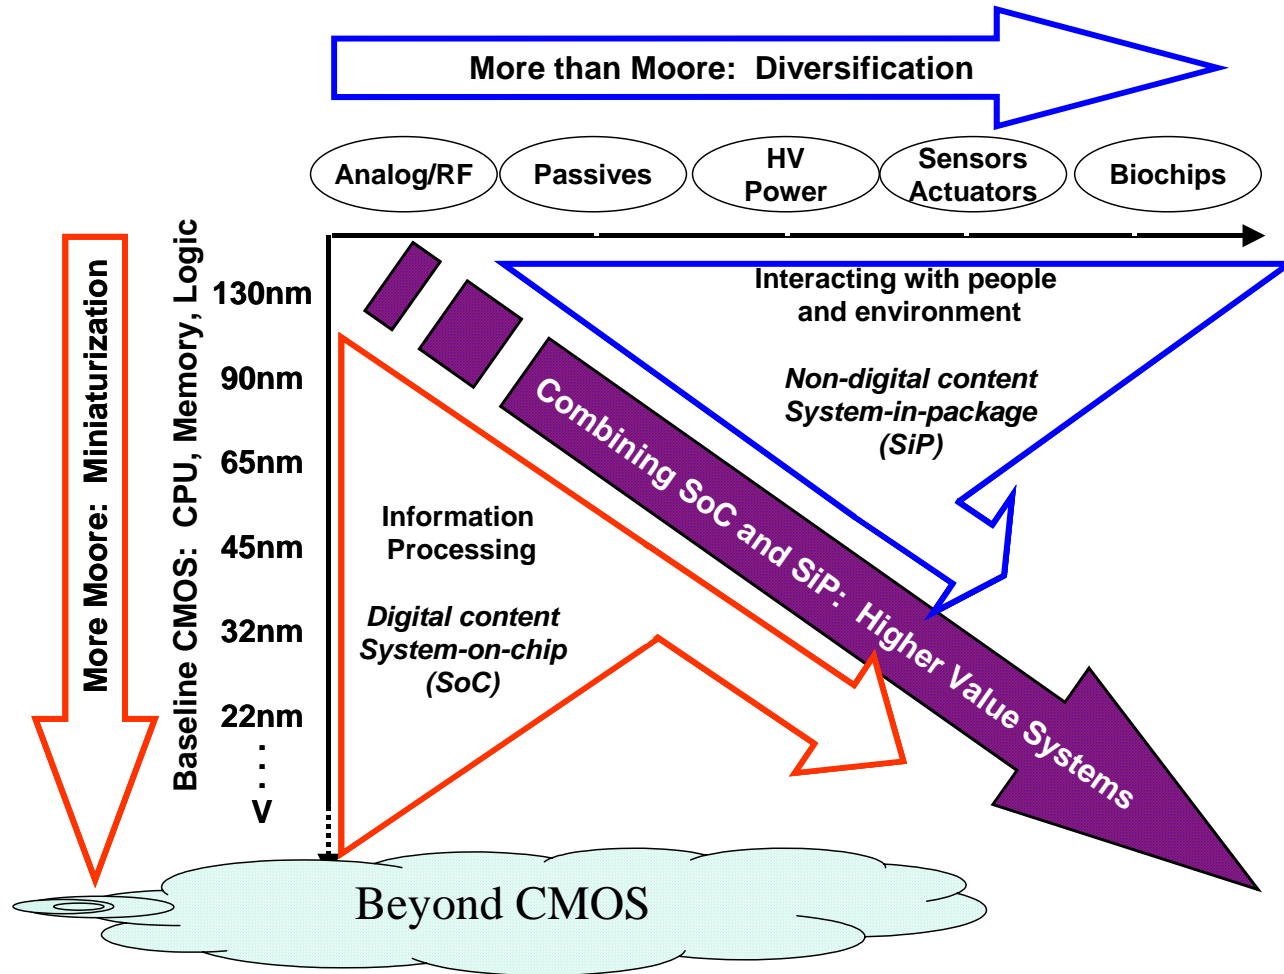 More than Moore: Diversification
Analog/RF
Passives
HV
Power
Sensors
Actuators
Biochips
More Moore: Miniaturization
Baseline CMOS: CPU, Memory, Logic
130nm
90nm
65nm
45nm
32nm
22nm
.
.
.
V
Interacting with people
and environment
Non-digital content
System-in-package
(SiP)
Combining SoC and SiP: Higher Value Systems
Information
Processing
Digital content
System-on-chip
(SoC)
Beyond CMOS